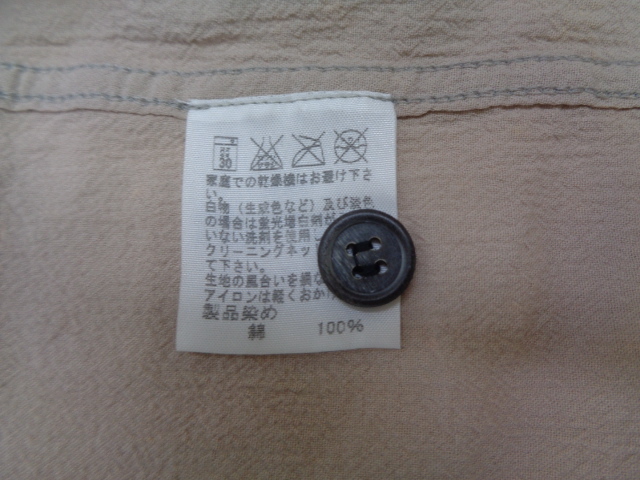 30
家庭での乾燥機はお避け下さ
い。
白物(生成色など)及び淡色
の場合は蛍光増白剤が
いない洗剤を使用し
クリーニングネッ
て下さい。
生地の風合いを損な
アイロンは軽くおか
製品染め
綿 100%